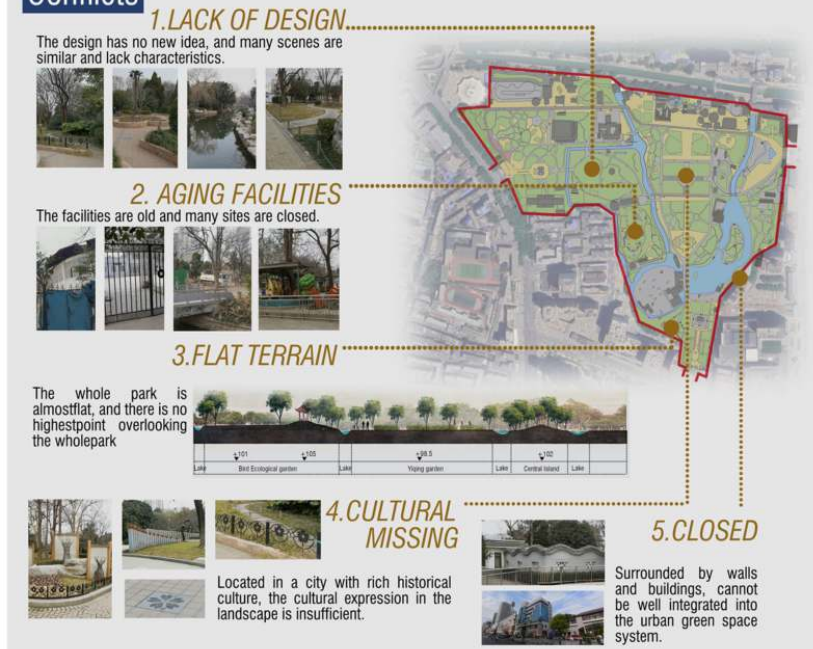 Conflicts
1.LACK OF DESIGN
The design has no new idea, and many scenes are
similar and lack characteristics.
2. AGING FACILITIES
The facilities are old and many sites are closed.
3.FLAT TERRAIN
The whole park is
almostflat, and there is no
highestpoint overlooking
the wholepark
+101 +105 +98.5 +102
Lake Bird Ecological garden Lake Yiqing garden Lake Central Island Lake
4.CULTURAL
MISSING
Located in a city with rich historical
culture, the cultural expression in the
landscape is insufficient.
5.CLOSED
Surrounded by walls
and buildings, cannot
be well integrated into
the urban green space
system.